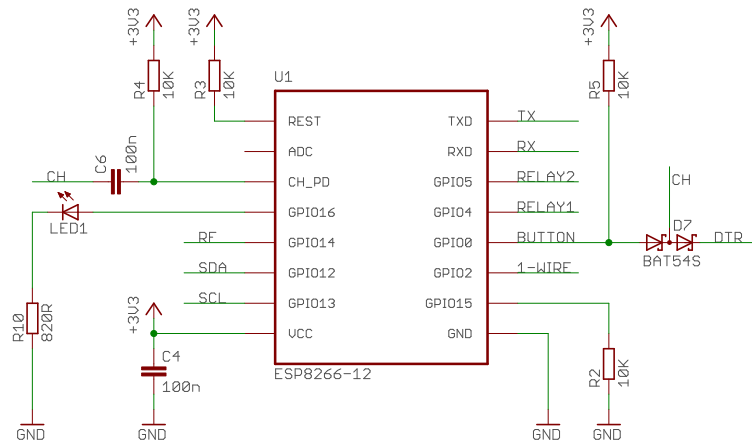 +3V3
+3V3
+3V3
R4
10K
R3
10K
R5
10K
U1
REST
TXD
TX
ADC
RXD
RX
C6
100n
CH
CH_PD
GPIO5
RELAY2
CH
LED1
GPIO16
GPIO4
RELAY1
RF
GPIO14
GPIO0
BUTTON
D7
DTR
BAT54S
SDA
GPIO12
GPIO2
1-WIRE
SCL
GPIO13
GPIO15
+3V3
VCC
GND
R10
820R
C4
100n
ESP8266-12
R2
10K
GND
GND
GND
GND